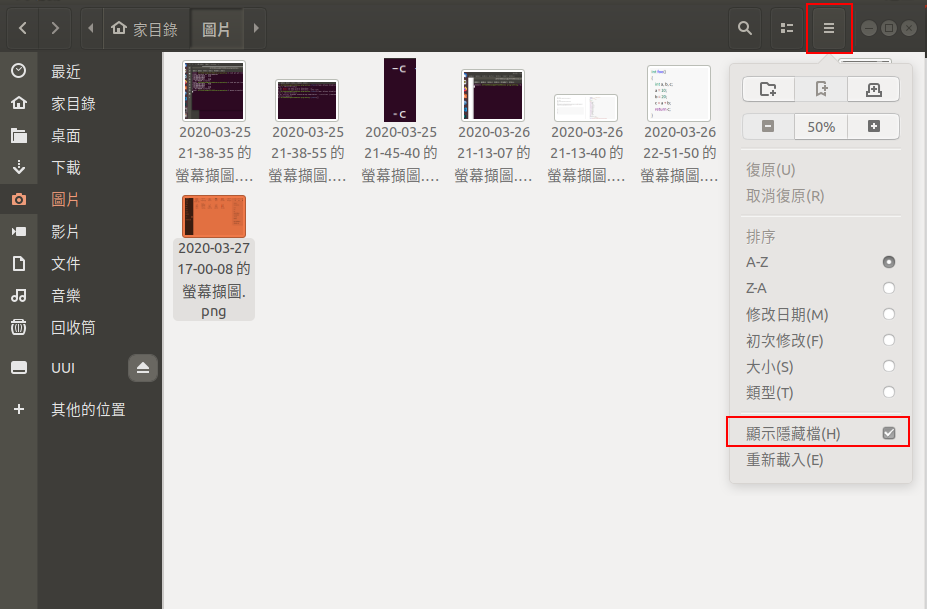 家目錄
圖片
最近
家目錄
桌面
下載
圖片
影片
文件
音樂
回收筒
UUI
其他的位置
2020-03-25
21-38-35 的
螢幕擷圖....
2020-03-25
21-38-55 的
螢幕擷圖....
2020-03-25
21-45-40 的
螢幕擷圖....
2020-03-26
21-13-07 的
螢幕擷圖....
2020-03-26
21-13-40 的
螢幕擷圖....
2020-03-26
22-51-50 的
螢幕擷圖....
2020-03-27
17-00-08 的
螢幕擷圖.
png
50%
復原(U)
取消復原(R)
排序
A-Z
Z-A
修改日期(M)
初次修改(F)
大小(S)
類型(T)
顯示隱藏檔(H)
重新載入(E)